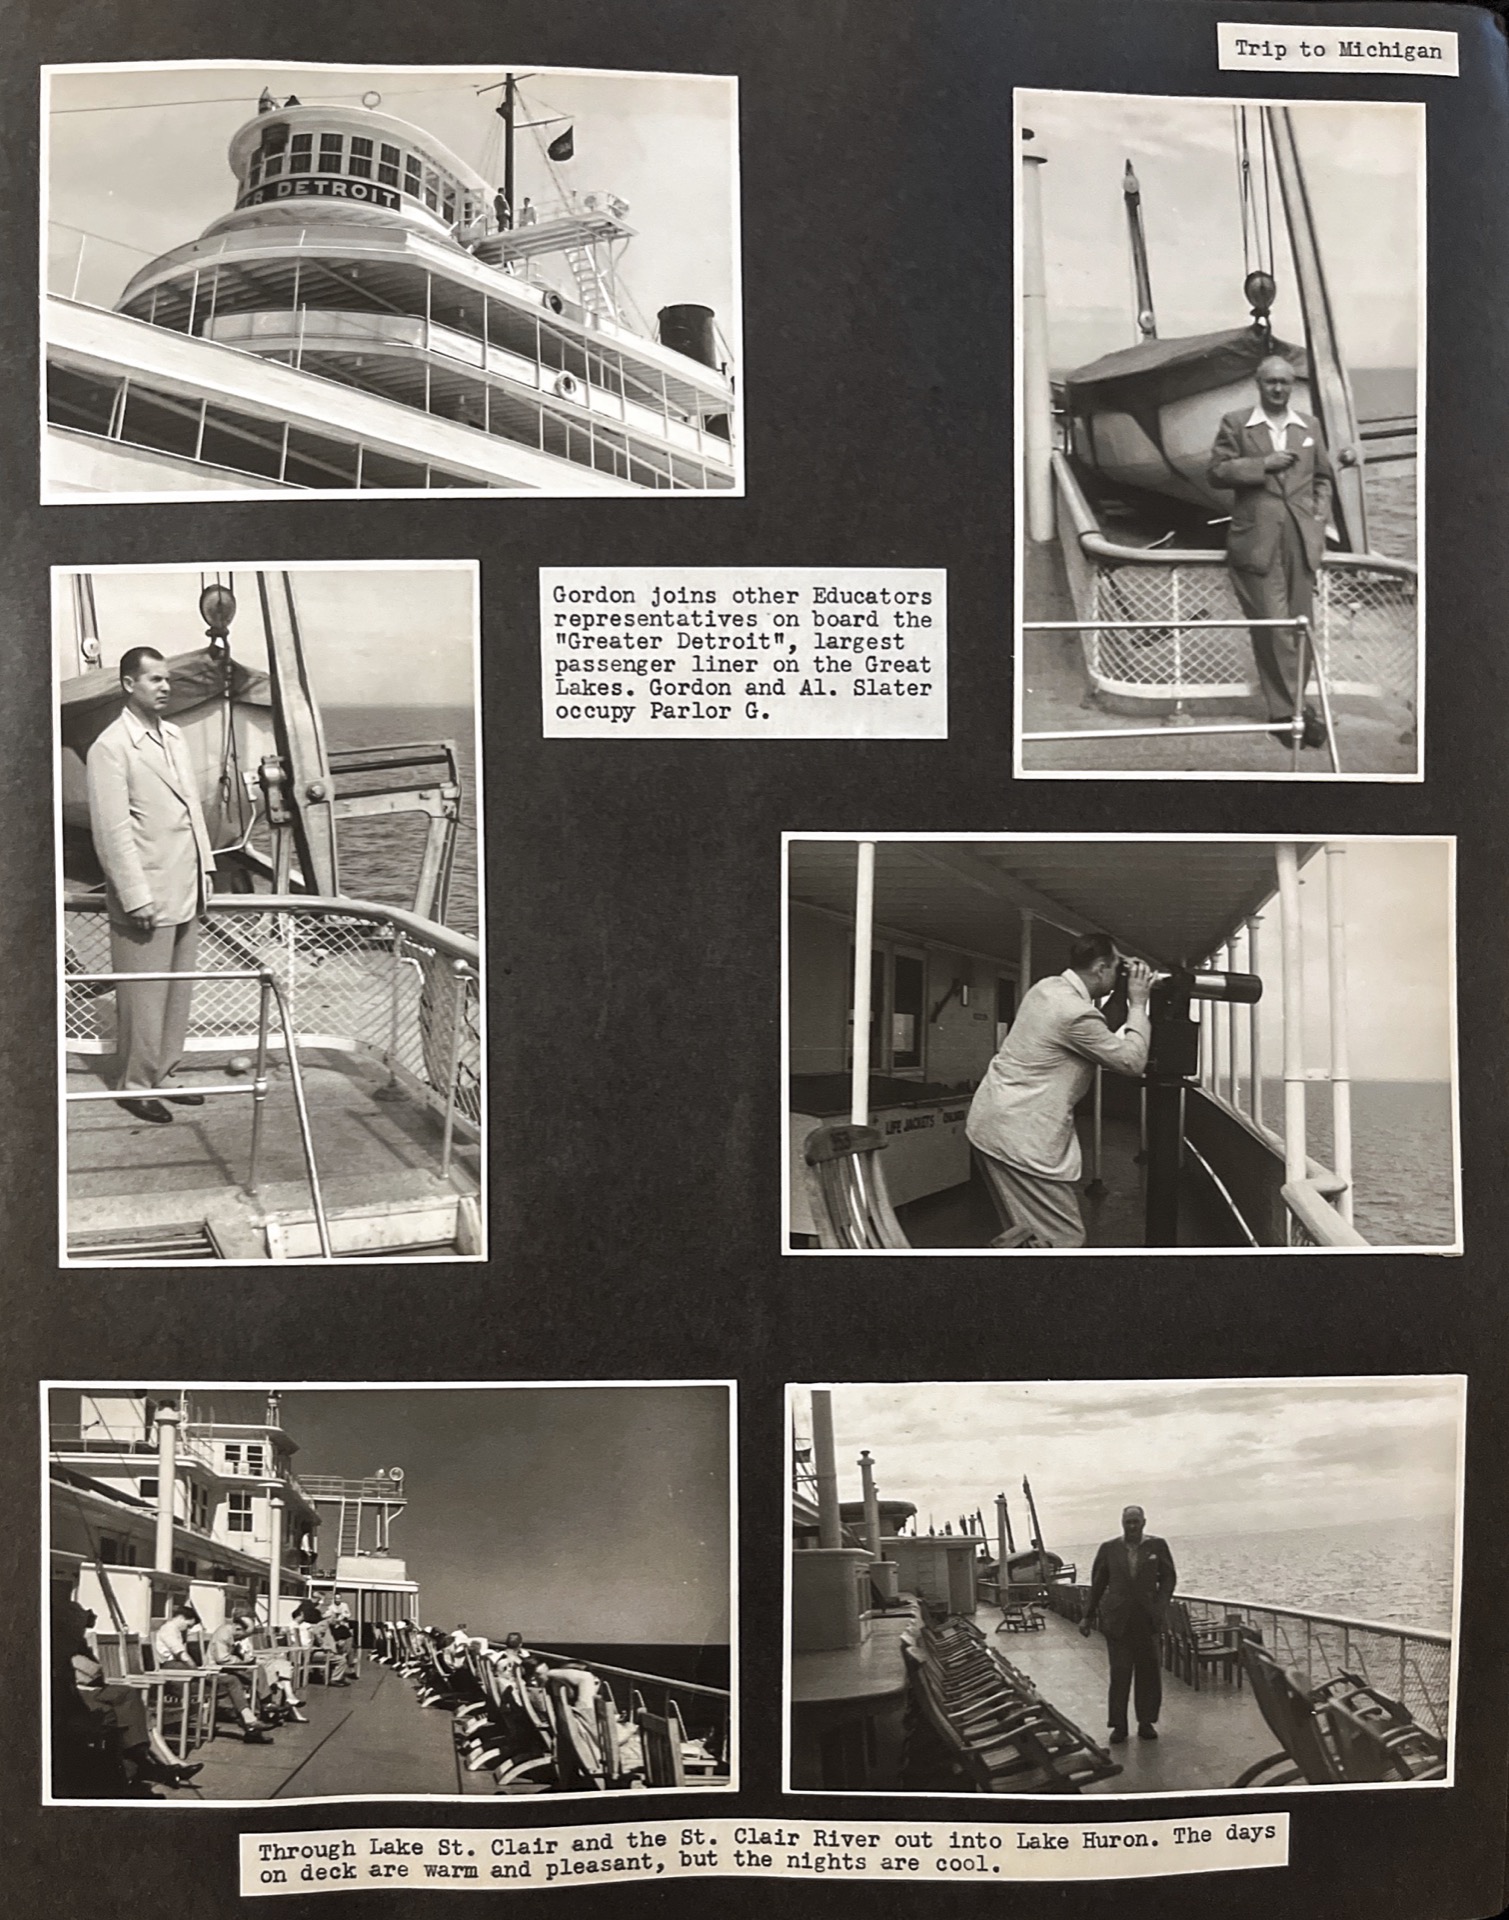 Trip to Michigan
ER DETROIT
Gordon joins other Educators
representatives on board the
"Greater Detroit", largest
passenger liner on the Great
Lakes. Gordon and Al. Slater
occupy Parlor G.
LIFE JACKETS
Through Lake St. Clair and the St. Clair River out into Lake Huron. The days
on deck are warm and pleasant, but the nights are cool.